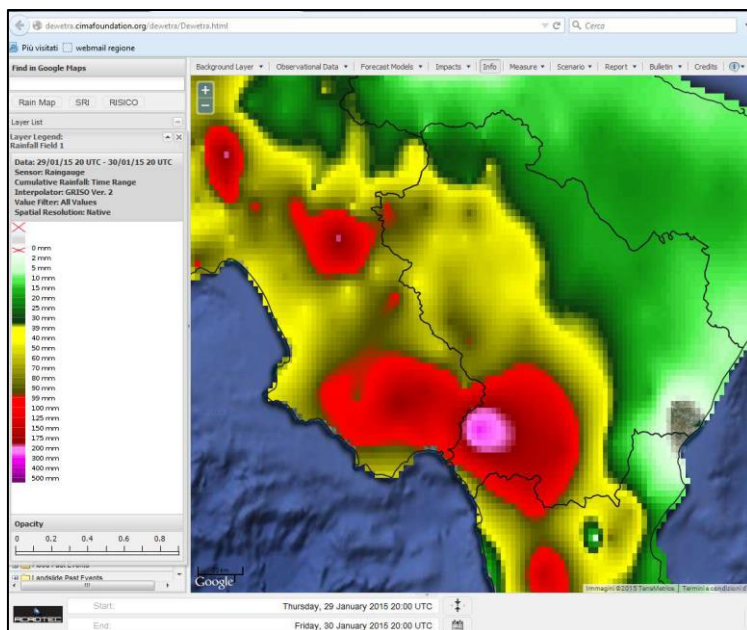 dewetra.cimafoundation.org/dewetra/Dewetra.html
Cerca
Più visitati webmail regione
Find in Google Maps
Background Layer Observational Data Forecast Models Impacts Info Measure Scenario Report Bulletin Credits
Rain Map SRI RISICO
Layer List
Layer Legend:
Rainfall Field 1
Data: 29/01/15 20 UTC - 30/01/15 20 UTC
Sensor: Raingauge
Cumulative Rainfall: Time Range
Interpolator: GRISO Ver. 2
Value Filter: All Values
Spatial Resolution: Native
0 mm
2 mm
5 mm
10 mm
15 mm
20 mm
25 mm
30 mm
39 mm
40 mm
50 mm
60 mm
70 mm
80 mm
90 mm
99 mm
100 mm
125 mm
150 mm
175 mm
200 mm
300 mm
400 mm
500 mm
Opacity
0 0.2 0.4 0.6 0.8
Past Events
Landslide Past Events
Google
Immagini ©2015 TerraMetrics Termini e condizioni d
Start: Thursday, 29 January 2015 20:00 UTC
End: Friday, 30 January 2015 20:00 UTC